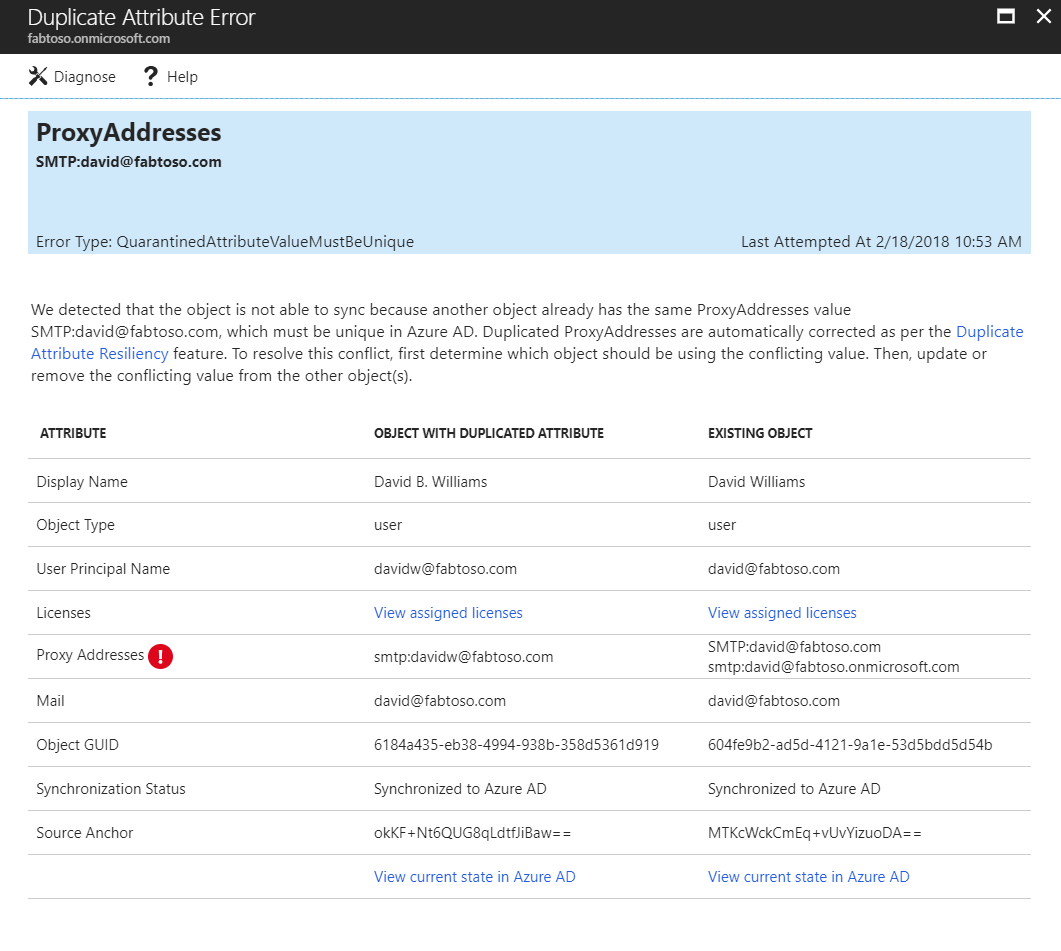 Duplicate Attribute Error
fabtoso.onmicrosoft.com
Diagnose ? Help
ProxyAddresses
SMTP:david@fabtoso.com
Error Type: QuarantinedAttributeValueMustBeUnique Last Attempted At 2/18/2018 10:53 AM
We detected that the object is not able to sync because another object already has the same ProxyAddresses value
SMTP:david@fabtoso.com, which must be unique in Azure AD. Duplicated ProxyAddresses are automatically corrected as per the Duplicate
Attribute Resiliency feature. To resolve this conflict, first determine which object should be using the conflicting value. Then, update or
remove the conflicting value from the other object(s).
ATTRIBUTE OBJECT WITH DUPLICATED ATTRIBUTE EXISTING OBJECT
Display Name David B. Williams David Williams
Object Type user user
User Principal Name davidw@fabtoso.com david@fabtoso.com
Licenses View assigned licenses View assigned licenses
Proxy Addresses ! smtp:davidw@fabtoso.com SMTP:david@fabtoso.com
smtp:david@fabtoso.onmicrosoft.com
Mail david@fabtoso.com david@fabtoso.com
Object GUID 6184a435-eb38-4994-938b-358d5361d919 604fe9b2-ad5d-4121-9a1e-53d5bdd5d54b
Synchronization Status Synchronized to Azure AD Synchronized to Azure AD
Source Anchor okKF+Nt6QUG8qLdtfJiBaw== MTKcWckCmEq+vUvYizuoDA==
View current state in Azure AD View current state in Azure AD